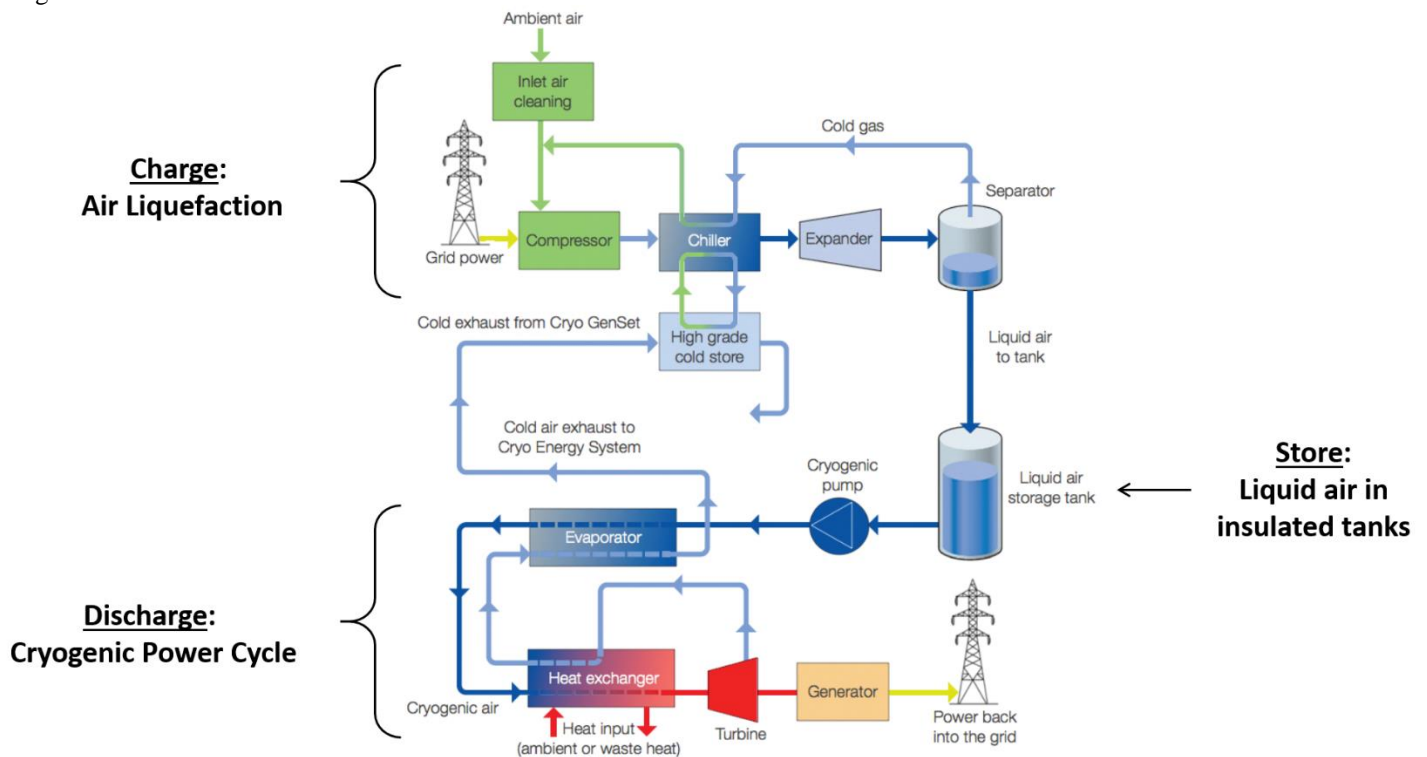 Ambient air
Inlet air
cleaning
Cold gas
Charge:
Air Liquefaction
Separator
Compressor
Chiller
Expander
Grid power
Cold exhaust from Cryo GenSet
High grade
cold store
Liquid air
to tank
Cold air exhaust to
Cryo Energy System
Cryogenic
pump
Liquid air
storage tank
Store:
Liquid air in
insulated tanks
Evaporator
Discharge:
Cryogenic Power Cycle
Heat exchanger
Generator
Cryogenic air
Heat input
(ambient or waste heat)
Turbine
Power back
into the grid